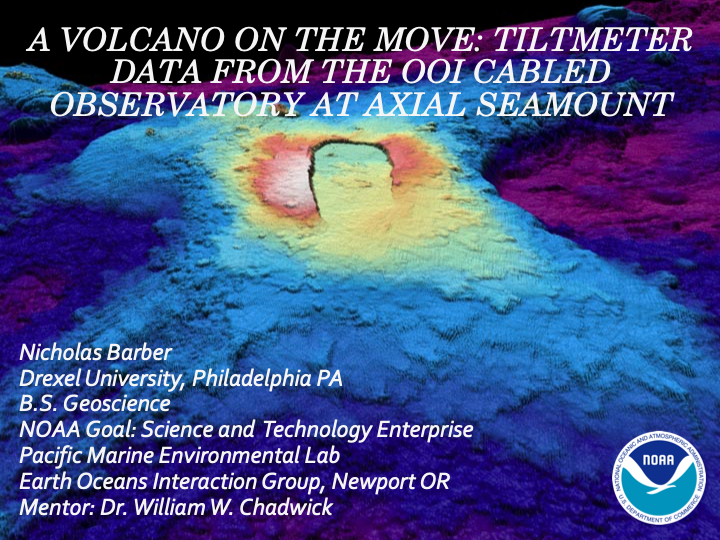 A VOLCANO ON THE MOVE: TILTMETER
DATA FROM THE OOI CABLED
OBSERVATORY AT AXIAL SEAMOUNT
Nicholas Barber
Drexel University, Philadelphia PA
B.S. Geoscience
NOAA Goal: Science and Technology Enterprise
Pacific Marine Environmental Lab
Earth Oceans Interaction Group, Newport OR
Mentor: Dr. William W. Chadwick
NATIONAL OCEANIC AND ATMOSPHERIC ADMINISTRATION
NOAA
U.S. DEPARTMENT OF COMMERCE